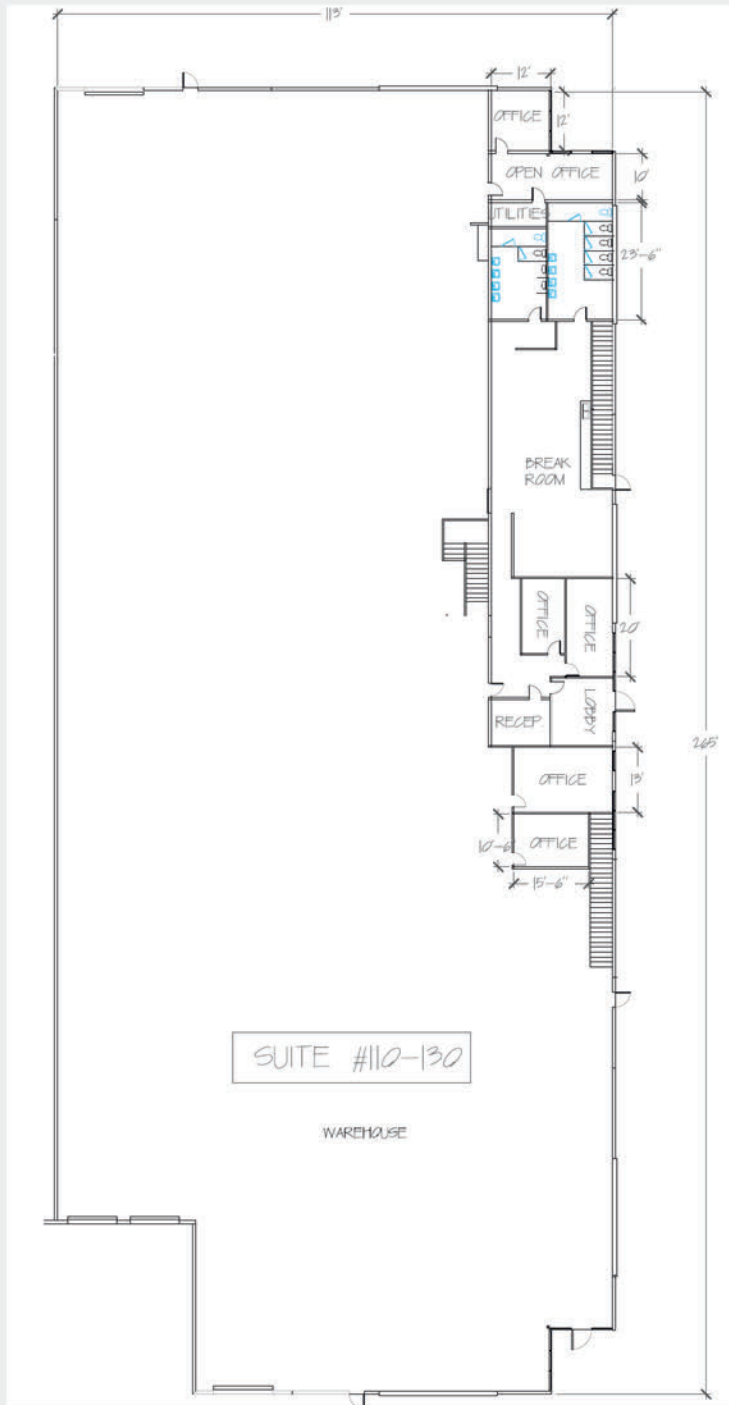 113'
12'
OFFICE
12'
OPEN OFFICE
10'
UTILITIES
23'-6"
BREAK
ROOM
OFFICE
OFFICE
20'
LOBBY
RECEP.
265'
OFFICE
13'
OFFICE
10'-6"
15'-6"
SUITE #110-130
WAREHOUSE